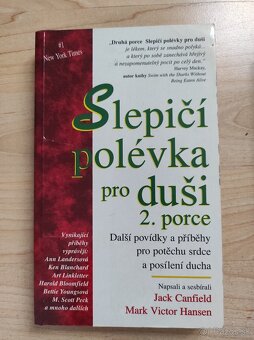 #1
New York Times
„Druhá porce Slepičí polévky pro duši
je lékem, který se snadno polyká...
a který po sobě zanechává hřejivý
a nezapomenutelný pocit po celý den."
Harvey Mackay,
autor knihy Swim with the Sharks Without
Being Eaten Alive
Slepičí
polévka
pro duši
2. porce
Další povídky a příběhy
pro potěchu srdce
a posílení ducha
Vynikající
příběhy
vyprávějí:
Ann Landersová
Ken Blanchard
Art Linkletter
Harold Bloomfield
Bettie Youngsová
M. Scott Peck
a mnoho dalších
Napsali a sesbírali
Jack Canfield
Mark Victor Hansen